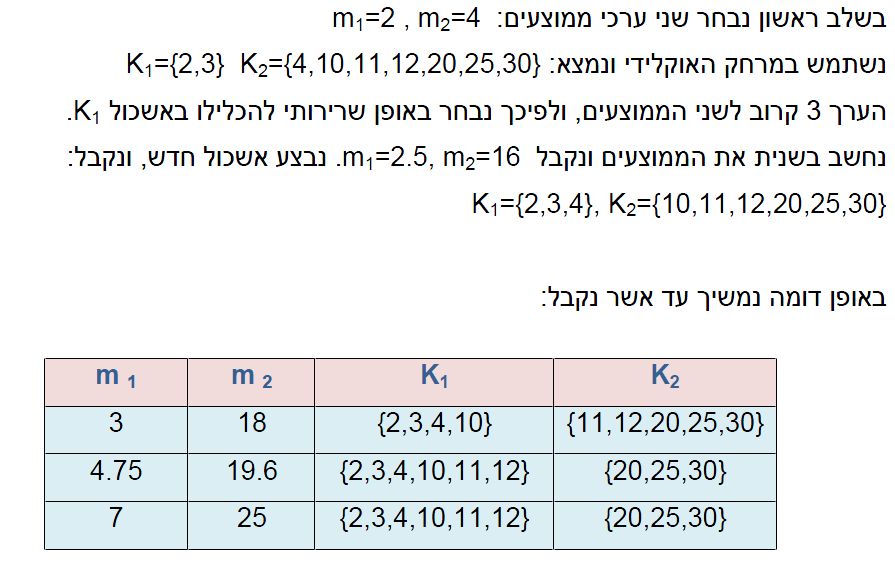 בשלב ראשון נבחר שני ערכי ממוצעים: m₁=2 , m₂=4
נשתמש במרחק האוקלידי ונמצא: K₁={2,3} K₂={4,10,11,12,20,25,30}
הערך 3 קרוב לשני הממוצעים, ולפיכך נבחר באופן שרירותי להכלילו באשכול K₁.
נחשב בשנית את הממוצעים ונקבל m₁=2.5, m₂=16. נבצע אשכול חדש, ונקבל:
K₁={2,3,4}, K₂={10,11,12,20,25,30}
באופן דומה נמשיך עד אשר נקבל:
m ₁ m ₂ K₁ K₂
3 18 {2,3,4,10} {11,12,20,25,30}
4.75 19.6 {2,3,4,10,11,12} {20,25,30}
7 25 {2,3,4,10,11,12} {20,25,30}